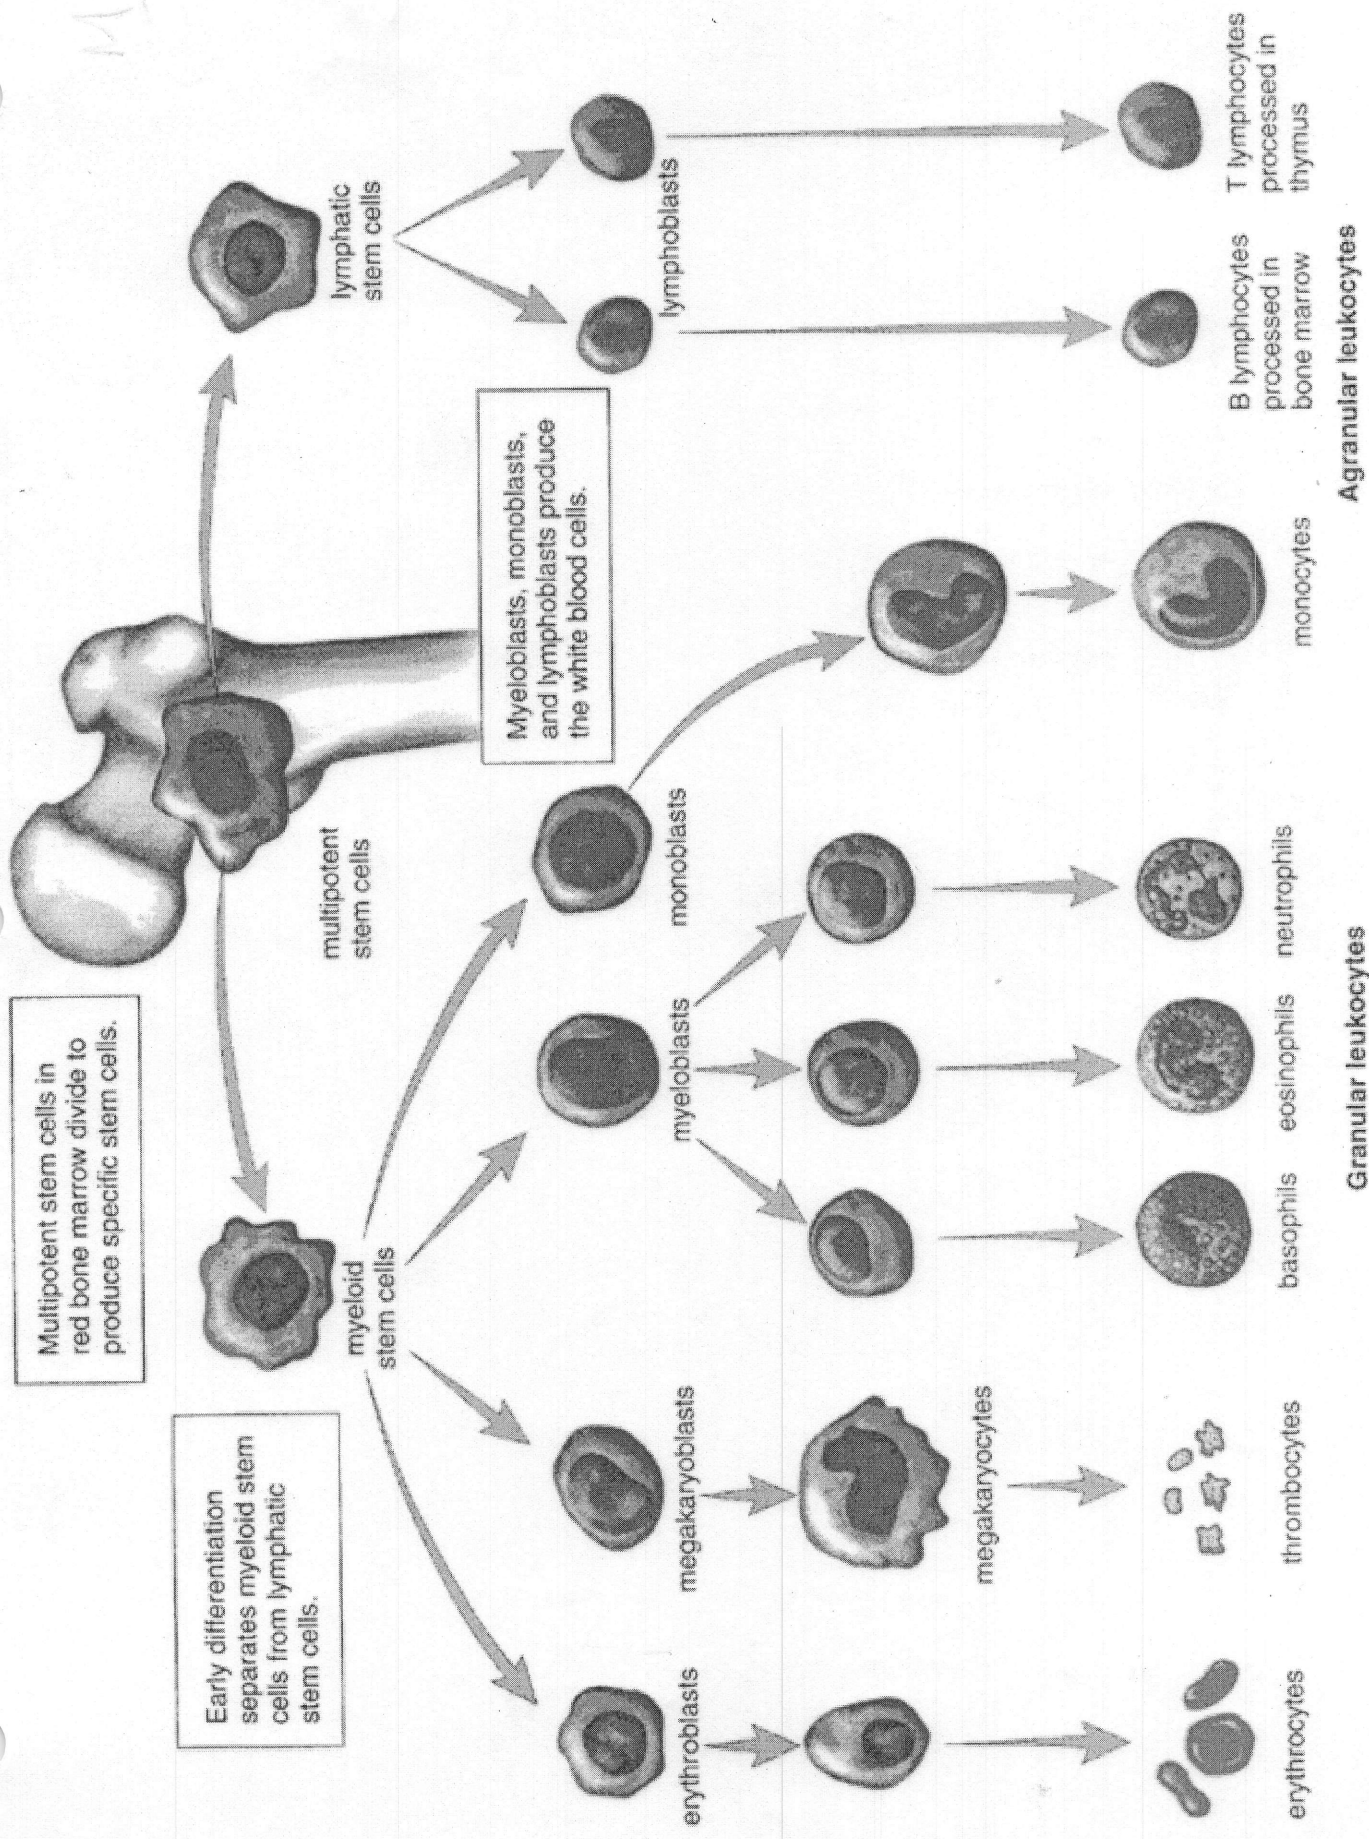 Multipotent stem cells in
red bone marrow divide to
produce specific stem cells.
Early differentiation
separates myeloid stem
cells from lymphatic
stem cells.
multipotent
stem cells
myeloid
stem cells
lymphatic
stem cells
Myeloblasts, monoblasts,
and lymphoblasts produce
the white blood cells.
erythroblasts
megakaryoblasts
myeloblasts
monoblasts
lymphoblasts
megakaryocytes
erythrocytes
thrombocytes
basophils
eosinophils
neutrophils
monocytes
B lymphocytes
processed in
bone marrow
T lymphocytes
processed in
thymus
Granular leukocytes
Agranular leukocytes